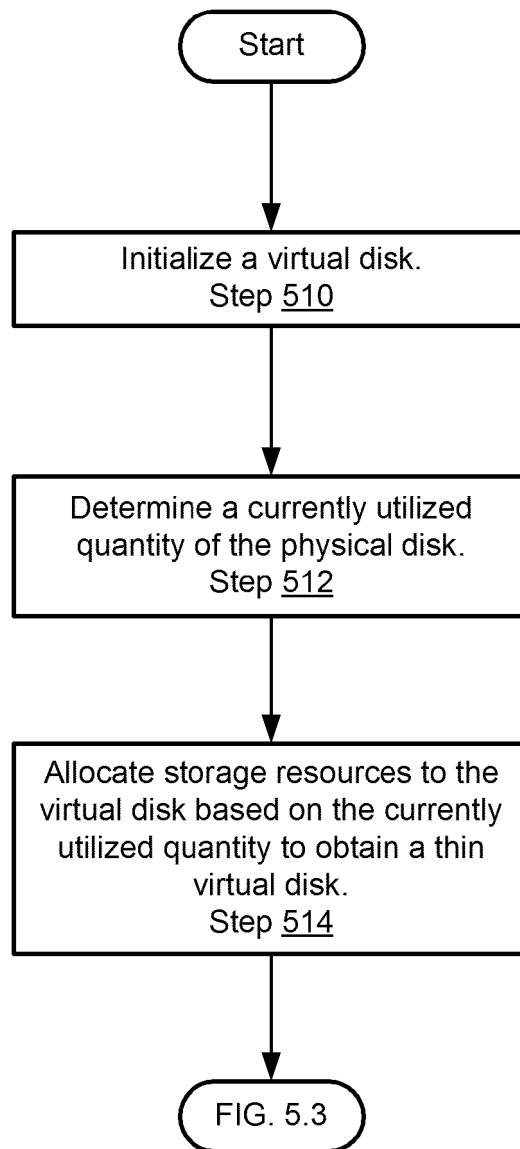 Start
Initialize a virtual disk.
Step 510
Determine a currently utilized
quantity of the physical disk.
Step 512
Allocate storage resources to the
virtual disk based on the currently
utilized quantity to obtain a thin
virtual disk.
Step 514
FIG. 5.3